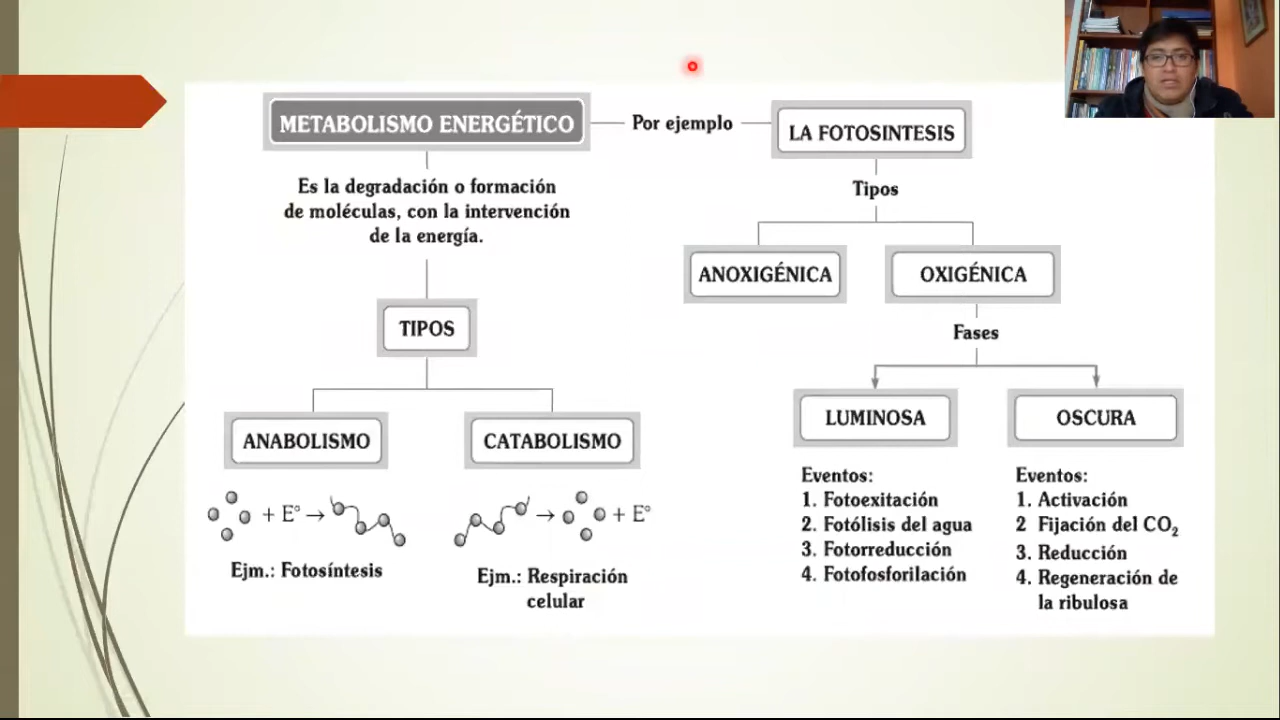 METABOLISMO ENERGÉTICO
Por ejemplo
LA FOTOSINTESIS
Es la degradación o formación
de moléculas, con la intervención
de la energía.
TIPOS
ANABOLISMO
CATABOLISMO
+ E° →
→ + E°
Ejm.: Fotosíntesis
Ejm.: Respiración
celular
Tipos
ANOXIGÉNICA
OXIGÉNICA
Fases
LUMINOSA
OSCURA
Eventos:
1. Fotoexitación
2. Fotólisis del agua
3. Fotorreducción
4. Fotofosforilación
Eventos:
1. Activación
2 Fijación del CO₂
3. Reducción
4. Regeneración de
la ribulosa